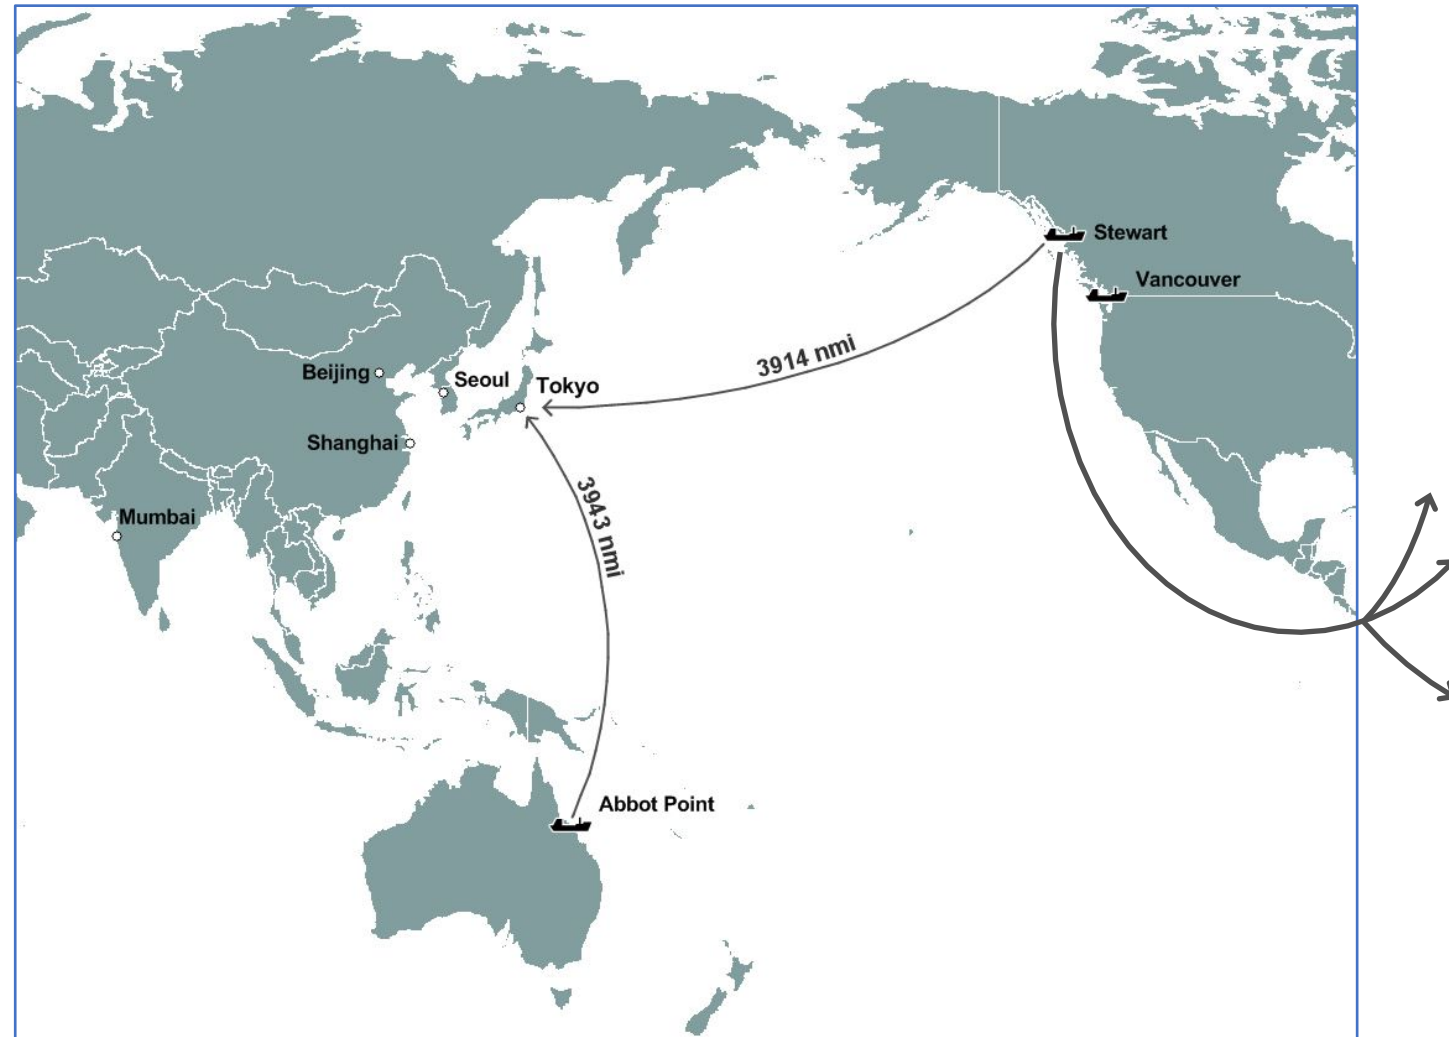 Stewart
Vancouver
3914 nmi
Beijing
Seoul
Tokyo
Shanghai
3943 nmi
Mumbai
Abbot Point